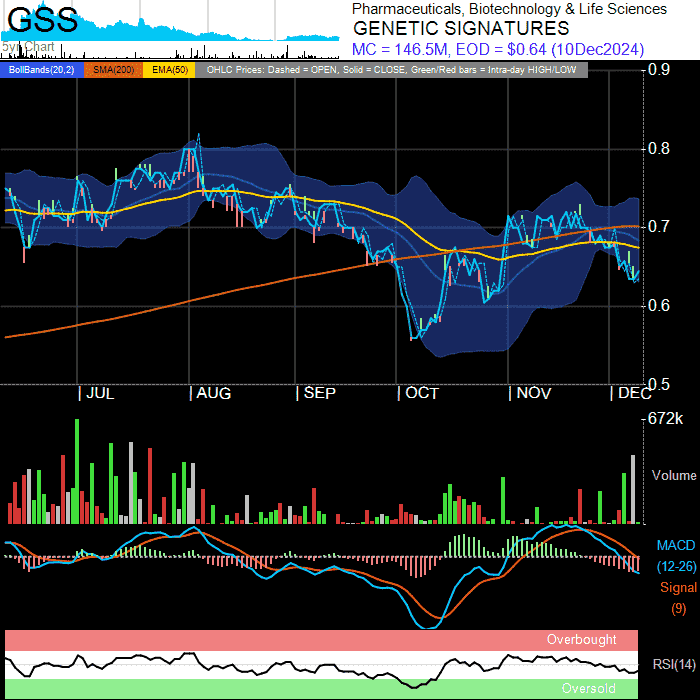 GSS
5yr Chart
Pharmaceuticals, Biotechnology & Life Sciences
GENETIC SIGNATURES
MC = 146.5M, EOD = $0.64 (10Dec2024)
BollBands(20,2) SMA(200) EMA(50) OHLC Prices: Dashed = OPEN, Solid = CLOSE, Green/Red bars = Intra-day HIGH/LOW
0.9
0.8
0.7
0.6
0.5
| JUL | AUG | SEP | OCT | NOV | DEC
672k
Volume
MACD
(12-26)
Signal
(9)
Overbought
RSI(14)
Oversold